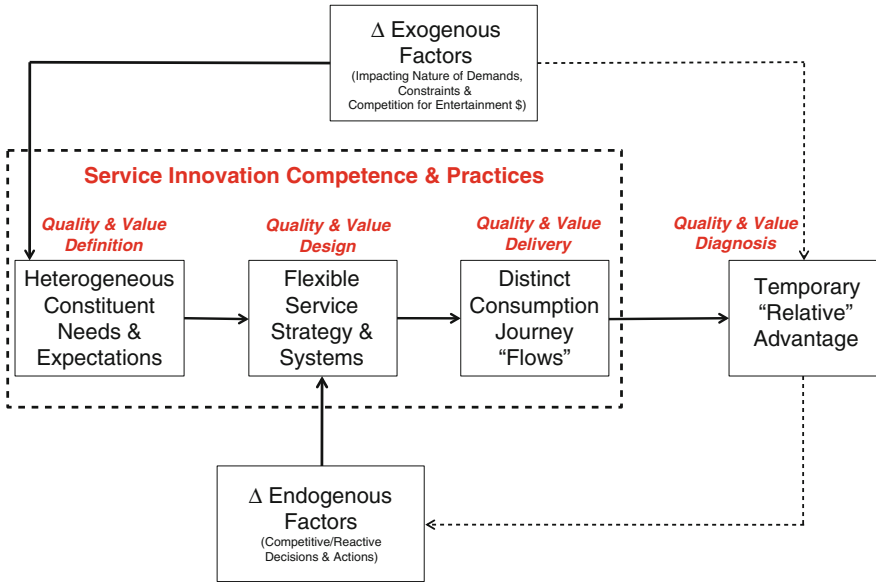 Δ Exogenous
Factors
(Impacting Nature of Demands,
Constraints &
Competition for Entertainment $)
Service Innovation Competence & Practices
Quality & Value
Definition
Quality & Value
Design
Quality & Value
Delivery
Quality & Value
Diagnosis
Heterogeneous
Constituent
Needs &
Expectations
Flexible
Service
Strategy &
Systems
Distinct
Consumption
Journey
“Flows”
Temporary
“Relative”
Advantage
Δ Endogenous
Factors
(Competitive/Reactive
Decisions & Actions)